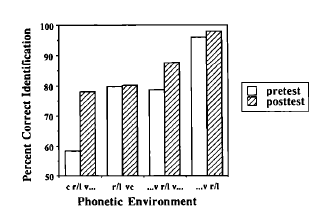 100
90
80
70
60
50
Percent Correct Identification
c r/l v...
r/l vc
...v r/l v...
...v r/l
Phonetic Environment
pretest
posttest